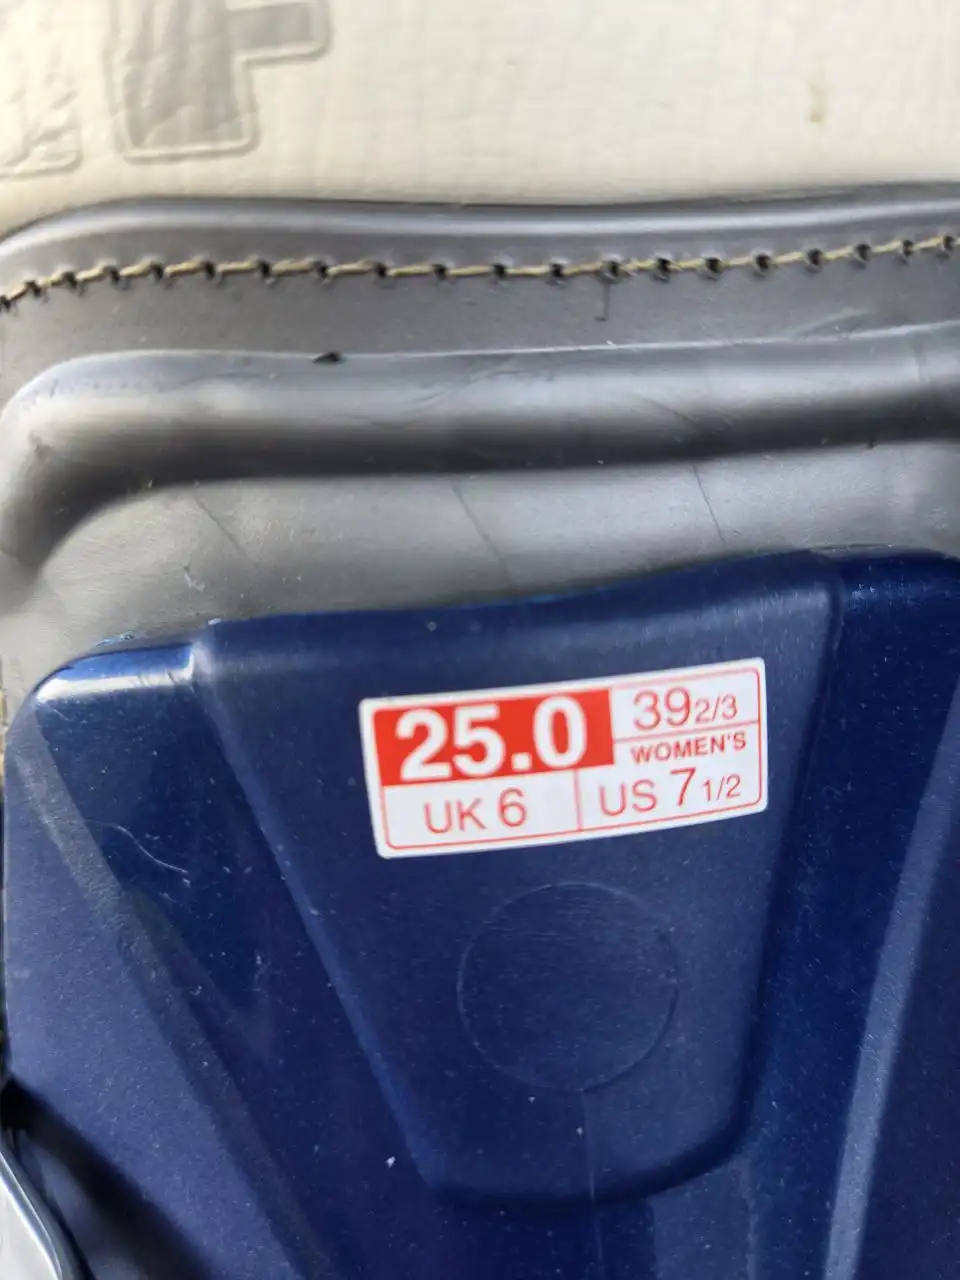 25.0
39 2/3
WOMEN'S
UK 6
US 7 1/2